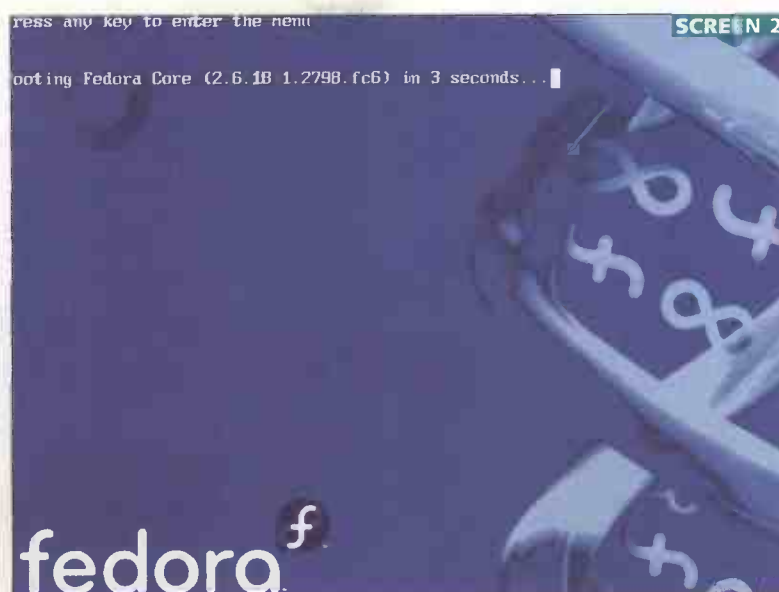 ress any key to enter the menu
SCREEN 2
ooting Fedora Core (2.6.18 1.2798.fc6) in 3 seconds...
fedora